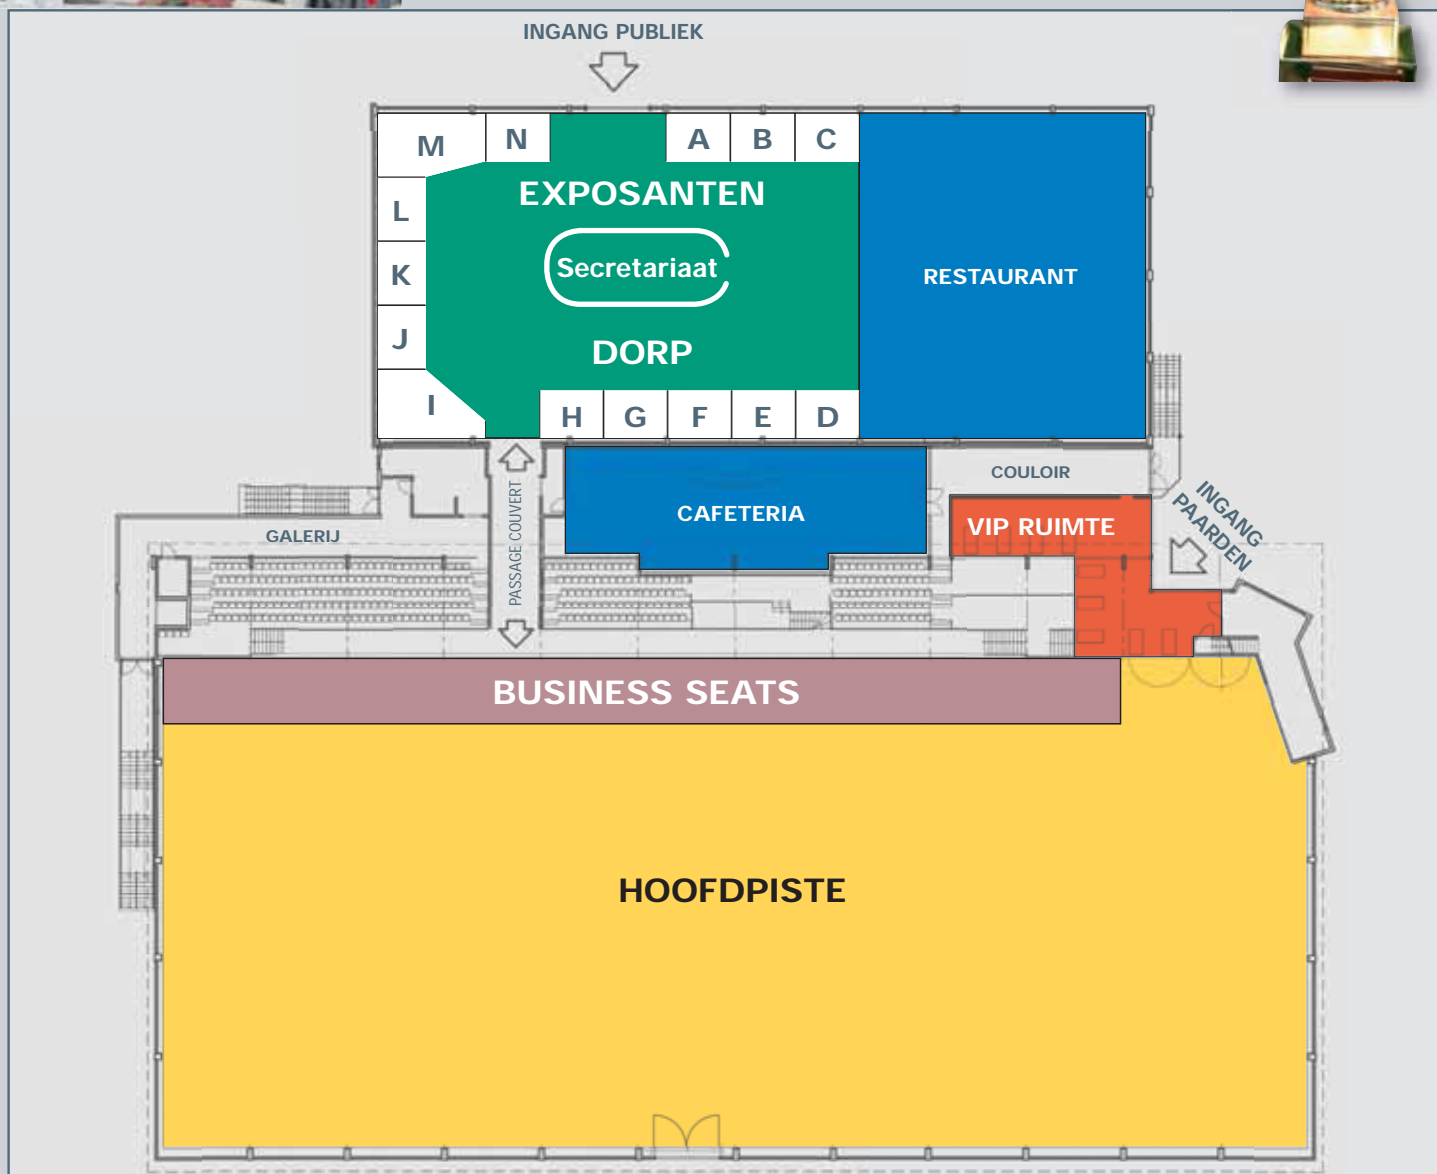 INGANG PUBLIEK
M
N
A
B
C
EXPOSANTEN
L
Secretariaat
K
RESTAURANT
J
DORP
I
H
G
F
E
D
COULOIR
PASSAGE COUVERT
CAFETERIA
GALERIJ
VIP RUIMTE
INGANG
PAARDEN
BUSINESS SEATS
HOOFDPISTE